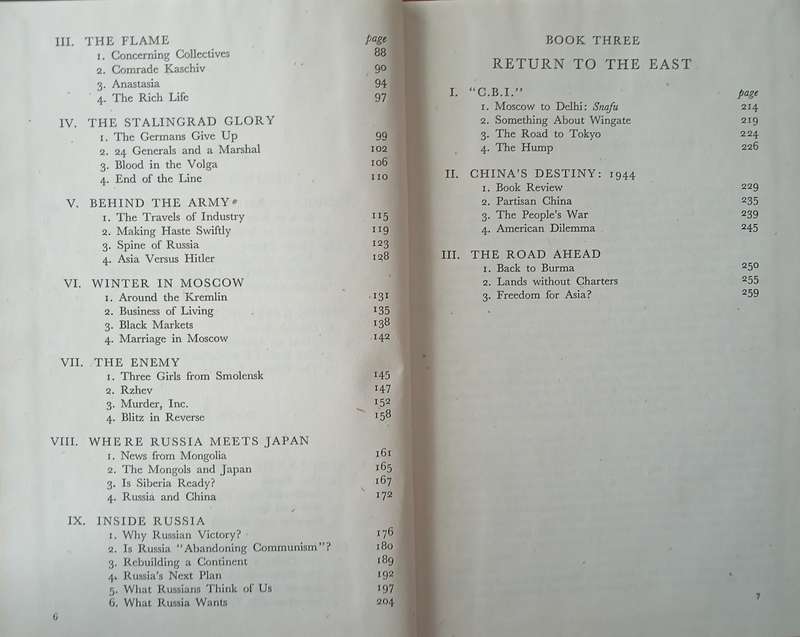 III. THE FLAME page
1. Concerning Collectives 88
2. Comrade Kaschiv 90
3. Anastasia 94
4. The Rich Life 97
IV. THE STALINGRAD GLORY
1. The Germans Give Up 99
2. 24 Generals and a Marshal 102
3. Blood in the Volga 106
4. End of the Line 110
V. BEHIND THE ARMY
1. The Travels of Industry 115
2. Making Haste Swiftly 119
3. Spine of Russia 123
4. Asia Versus Hitler 128
VI. WINTER IN MOSCOW
1. Around the Kremlin 131
2. Business of Living 135
3. Black Markets 138
4. Marriage in Moscow 142
VII. THE ENEMY
1. Three Girls from Smolensk 145
2. Rzhev 147
3. Murder, Inc. 152
4. Blitz in Reverse 158
VIII. WHERE RUSSIA MEETS JAPAN
1. News from Mongolia 161
2. The Mongols and Japan 165
3. Is Siberia Ready? 167
4. Russia and China 172
IX. INSIDE RUSSIA
1. Why Russian Victory? 176
2. Is Russia "Abandoning Communism"? 180
3. Rebuilding a Continent 189
4. Russia's Next Plan 192
5. What Russians Think of Us 197
6. What Russia Wants 204
6
BOOK THREE
RETURN TO THE EAST
I. "C.B.I." page
1. Moscow to Delhi: Snafu 214
2. Something About Wingate 219
3. The Road to Tokyo 224
4. The Hump 226
II. CHINA'S DESTINY: 1944
1. Book Review 229
2. Partisan China 235
3. The People's War 239
4. American Dilemma 245
III. THE ROAD AHEAD
1. Back to Burma 250
2. Lands without Charters 255
3. Freedom for Asia? 259
7